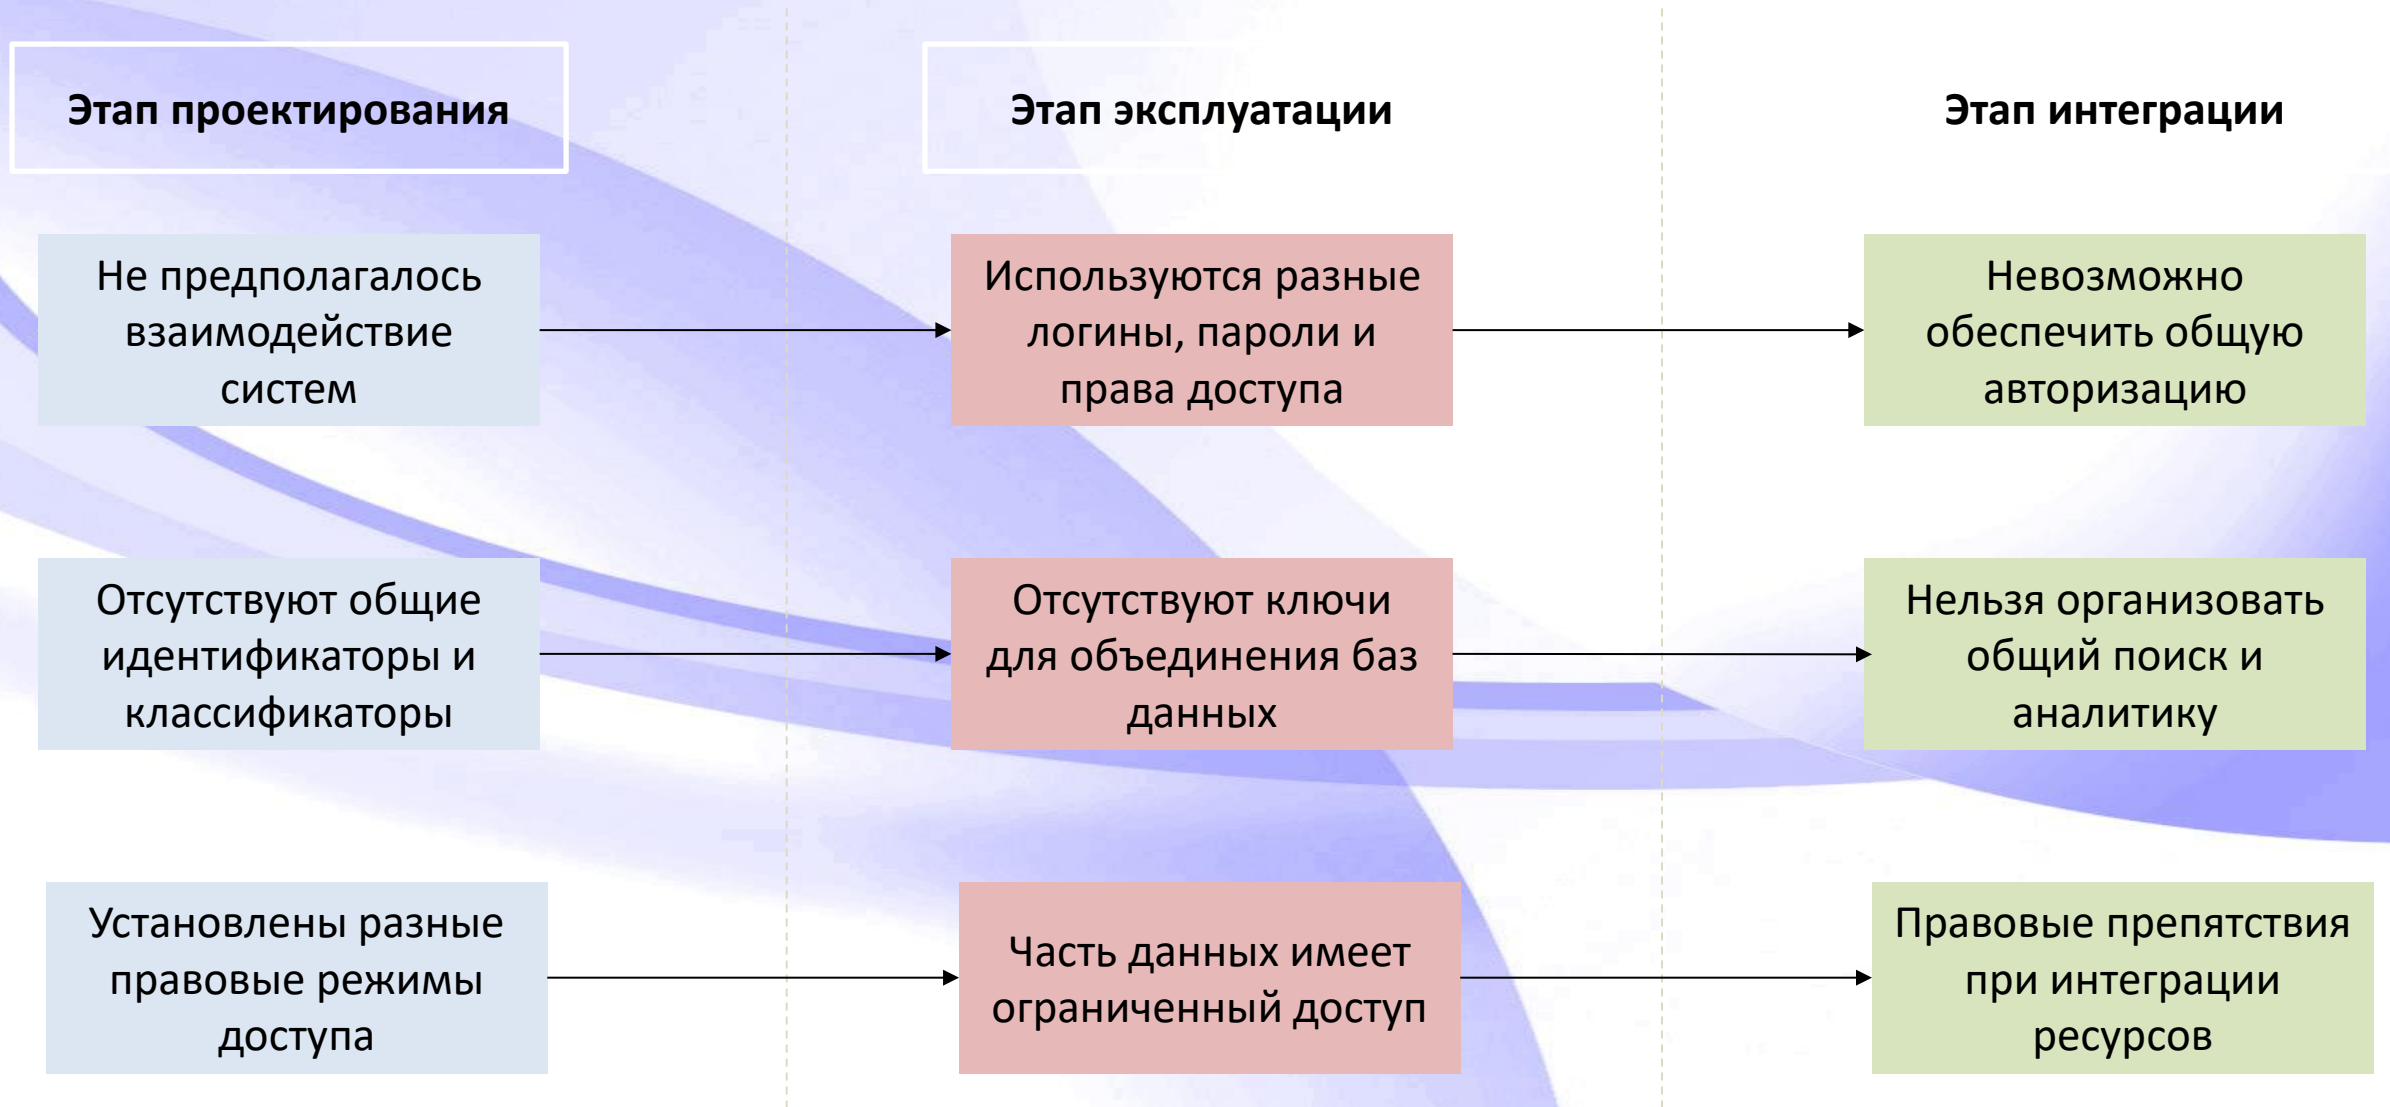 Этап проектирования
Этап эксплуатации
Этап интеграции
Не предполагалось
взаимодействие
систем
Используются разные
логины, пароли и
права доступа
Невозможно
обеспечить общую
авторизацию
Отсутствуют общие
идентификаторы и
классификаторы
Отсутствуют ключи
для объединения баз
данных
Нельзя организовать
общий поиск и
аналитику
Установлены разные
правовые режимы
доступа
Часть данных имеет
ограниченный доступ
Правовые препятствия
при интеграции
ресурсов